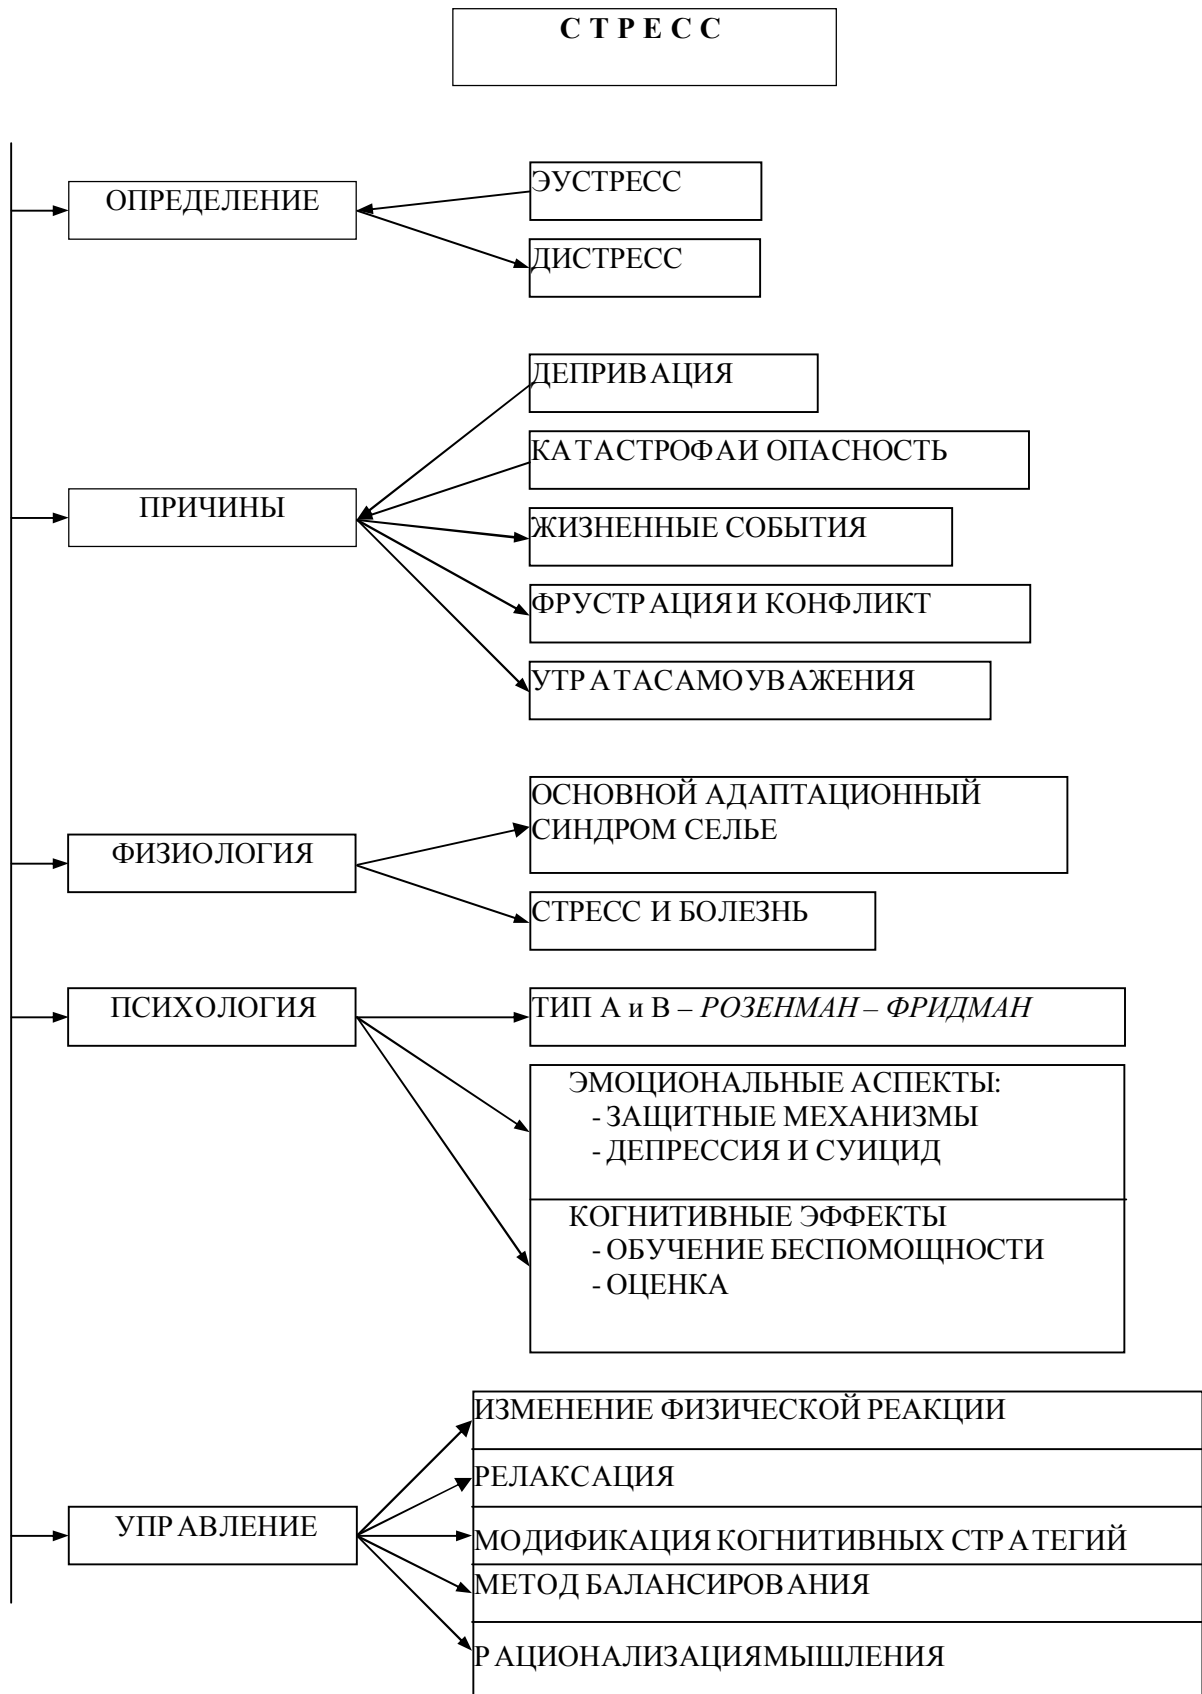 С Т Р Е С С
ОПРЕДЕЛЕНИЕ
ЭУСТРЕСС
ДИСТРЕСС
ПРИЧИНЫ
ДЕПРИВАЦИЯ
КАТАСТРОФАИ ОПАСНОСТЬ
ЖИЗНЕННЫЕ СОБЫТИЯ
ФРУСТРАЦИЯ И КОНФЛИКТ
УТРАТАСАМОУВАЖЕНИЯ
ФИЗИОЛОГИЯ
ОСНОВНОЙ АДАПТАЦИОННЫЙ
СИНДРОМ СЕЛЬЕ
СТРЕСС И БОЛЕЗНЬ
ПСИХОЛОГИЯ
ТИП А и В – РОЗЕНМАН – ФРИДМАН
ЭМОЦИОНАЛЬНЫЕ АСПЕКТЫ:
- ЗАЩИТНЫЕ МЕХАНИЗМЫ
- ДЕПРЕССИЯ И СУИЦИД
КОГНИТИВНЫЕ ЭФФЕКТЫ
- ОБУЧЕНИЕ БЕСПОМОЩНОСТИ
- ОЦЕНКА
УПРАВЛЕНИЕ
ИЗМЕНЕНИЕ ФИЗИЧЕСКОЙ РЕАКЦИИ
РЕЛАКСАЦИЯ
МОДИФИКАЦИЯ КОГНИТИВНЫХ СТРАТЕГИЙ
МЕТОД БАЛАНСИРОВАНИЯ
РАЦИОНАЛИЗАЦИЯМЫШЛЕНИЯ